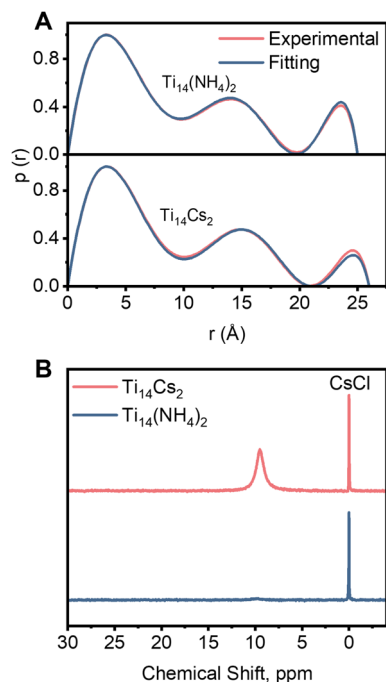 A
Experimental
Fitting
Ti₁₄(NH₄)₂
0.8
0.4
0.0
p (r)
Ti₁₄Cs₂
0.8
0.4
0.0
0 5 10 15 20 25
r (Å)
B
Ti₁₄Cs₂
Ti₁₄(NH₄)₂
CsCl
30 25 20 15 10 5 0
Chemical Shift, ppm